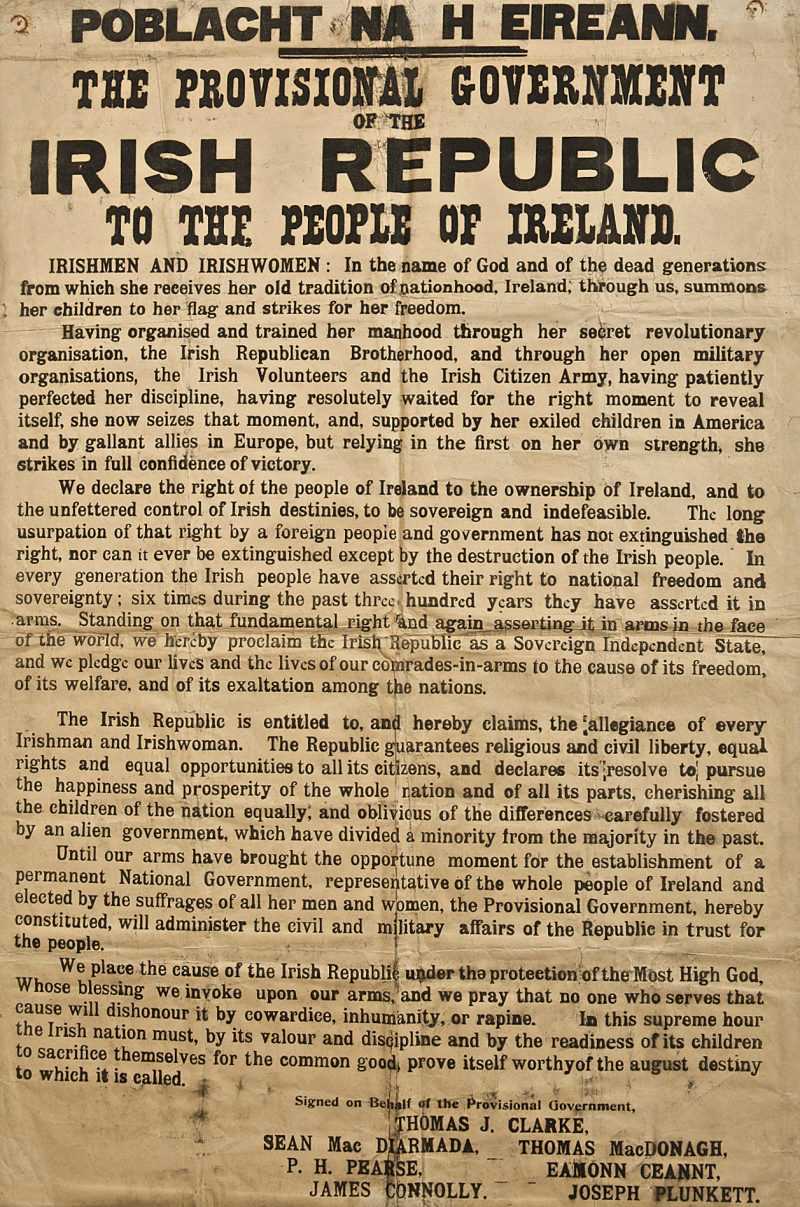 POBLACHT NA H EIREANN.
THE PROVISIONAL GOVERNMENT
OF THE
IRISH REPUBLIC
TO THE PEOPLE OF IRELAND.
IRISHMEN AND IRISHWOMEN : In the name of God and of the dead generations
from which she receives her old tradition of nationhood, Ireland, through us, summons
her children to her flag and strikes for her freedom.
Having organised and trained her manhood through her secret revolutionary
organisation, the Irish Republican Brotherhood, and through her open military
organisations, the Irish Volunteers and the Irish Citizen Army, having patiently
perfected her discipline, having resolutely waited for the right moment to reveal
itself, she now seizes that moment, and, supported by her exiled children in America
and by gallant allies in Europe, but relying in the first on her own strength, she
strikes in full confidence of victory.
We declare the right of the people of Ireland to the ownership of Ireland, and to
the unfettered control of Irish destinies, to be sovereign and indefeasible. The long
usurpation of that right by a foreign people and government has not extinguished the
right, nor can it ever be extinguished except by the destruction of the Irish people. In
every generation the Irish people have asserted their right to national freedom and
sovereignty ; six times during the past three hundred years they have asserted it in
arms. Standing on that fundamental right and again asserting it in arms in the face
of the world, we hereby proclaim the Irish Republic as a Sovereign Independent State,
and we pledge our lives and the lives of our comrades-in-arms to the cause of its freedom,
of its welfare, and of its exaltation among the nations.
The Irish Republic is entitled to, and hereby claims, the allegiance of every
Irishman and Irishwoman. The Republic guarantees religious and civil liberty, equal
rights and equal opportunities to all its citizens, and declares its resolve to pursue
the happiness and prosperity of the whole nation and of all its parts, cherishing all
the children of the nation equally, and oblivious of the differences carefully fostered
by an alien government, which have divided a minority from the majority in the past.
Until our arms have brought the opportune moment for the establishment of a
permanent National Government, representative of the whole people of Ireland and
elected by the suffrages of all her men and women, the Provisional Government, hereby
constituted, will administer the civil and military affairs of the Republic in trust for
the people.
We place the cause of the Irish Republic under the protection of the Most High God,
Whose blessing we invoke upon our arms, and we pray that no one who serves that
cause will dishonour it by cowardice, inhumanity, or rapine. In this supreme hour
the Irish nation must, by its valour and discipline and by the readiness of its children
to sacrifice themselves for the common good, prove itself worthy of the august destiny
to which it is called.
Signed on Behalf of the Provisional Government,
THOMAS J. CLARKE,
SEAN Mac DIARMADA, THOMAS MacDONAGH,
P. H. PEARSE, EAMONN CEANNT,
JAMES CONNOLLY. JOSEPH PLUNKETT.